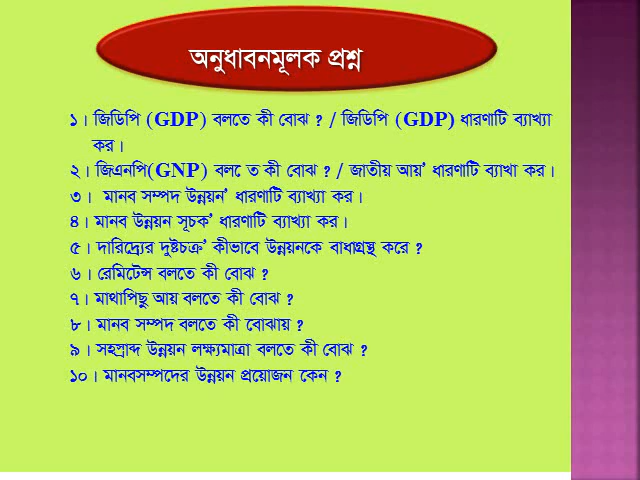 অনুধাবনমূলক প্রশ্ন
১। জিডিপি (GDP) বলতে কী বোঝ ? / জিডিপি (GDP) ধারণাটি ব্যাখ্যা
কর।
২। জিএনপি(GNP) বলে ত কী বোঝ ? / জাতীয় আয়’ ধারণাটি ব্যাখা কর।
৩। মানব সম্পদ উন্নয়ন’ ধারণাটি ব্যাখ্যা কর।
৪। মানব উন্নয়ন সূচক’ ধারণাটি ব্যাখ্যা কর।
৫। দারিদ্র্যের দুষ্টচক্র’ কীভাবে উন্নয়নকে বাধাগ্রন্থ করে ?
৬। রেমিটেন্স বলতে কী বোঝ ?
৭। মাথাপিছু আয় বলতে কী বোঝ ?
৮। মানব সম্পদ বলতে কী বোঝায় ?
৯। সহস্রাব্দ উন্নয়ন লক্ষ্যমাত্রা বলতে কী বোঝ ?
১০। মানবসম্পদের উন্নয়ন প্রয়োজন কেন ?